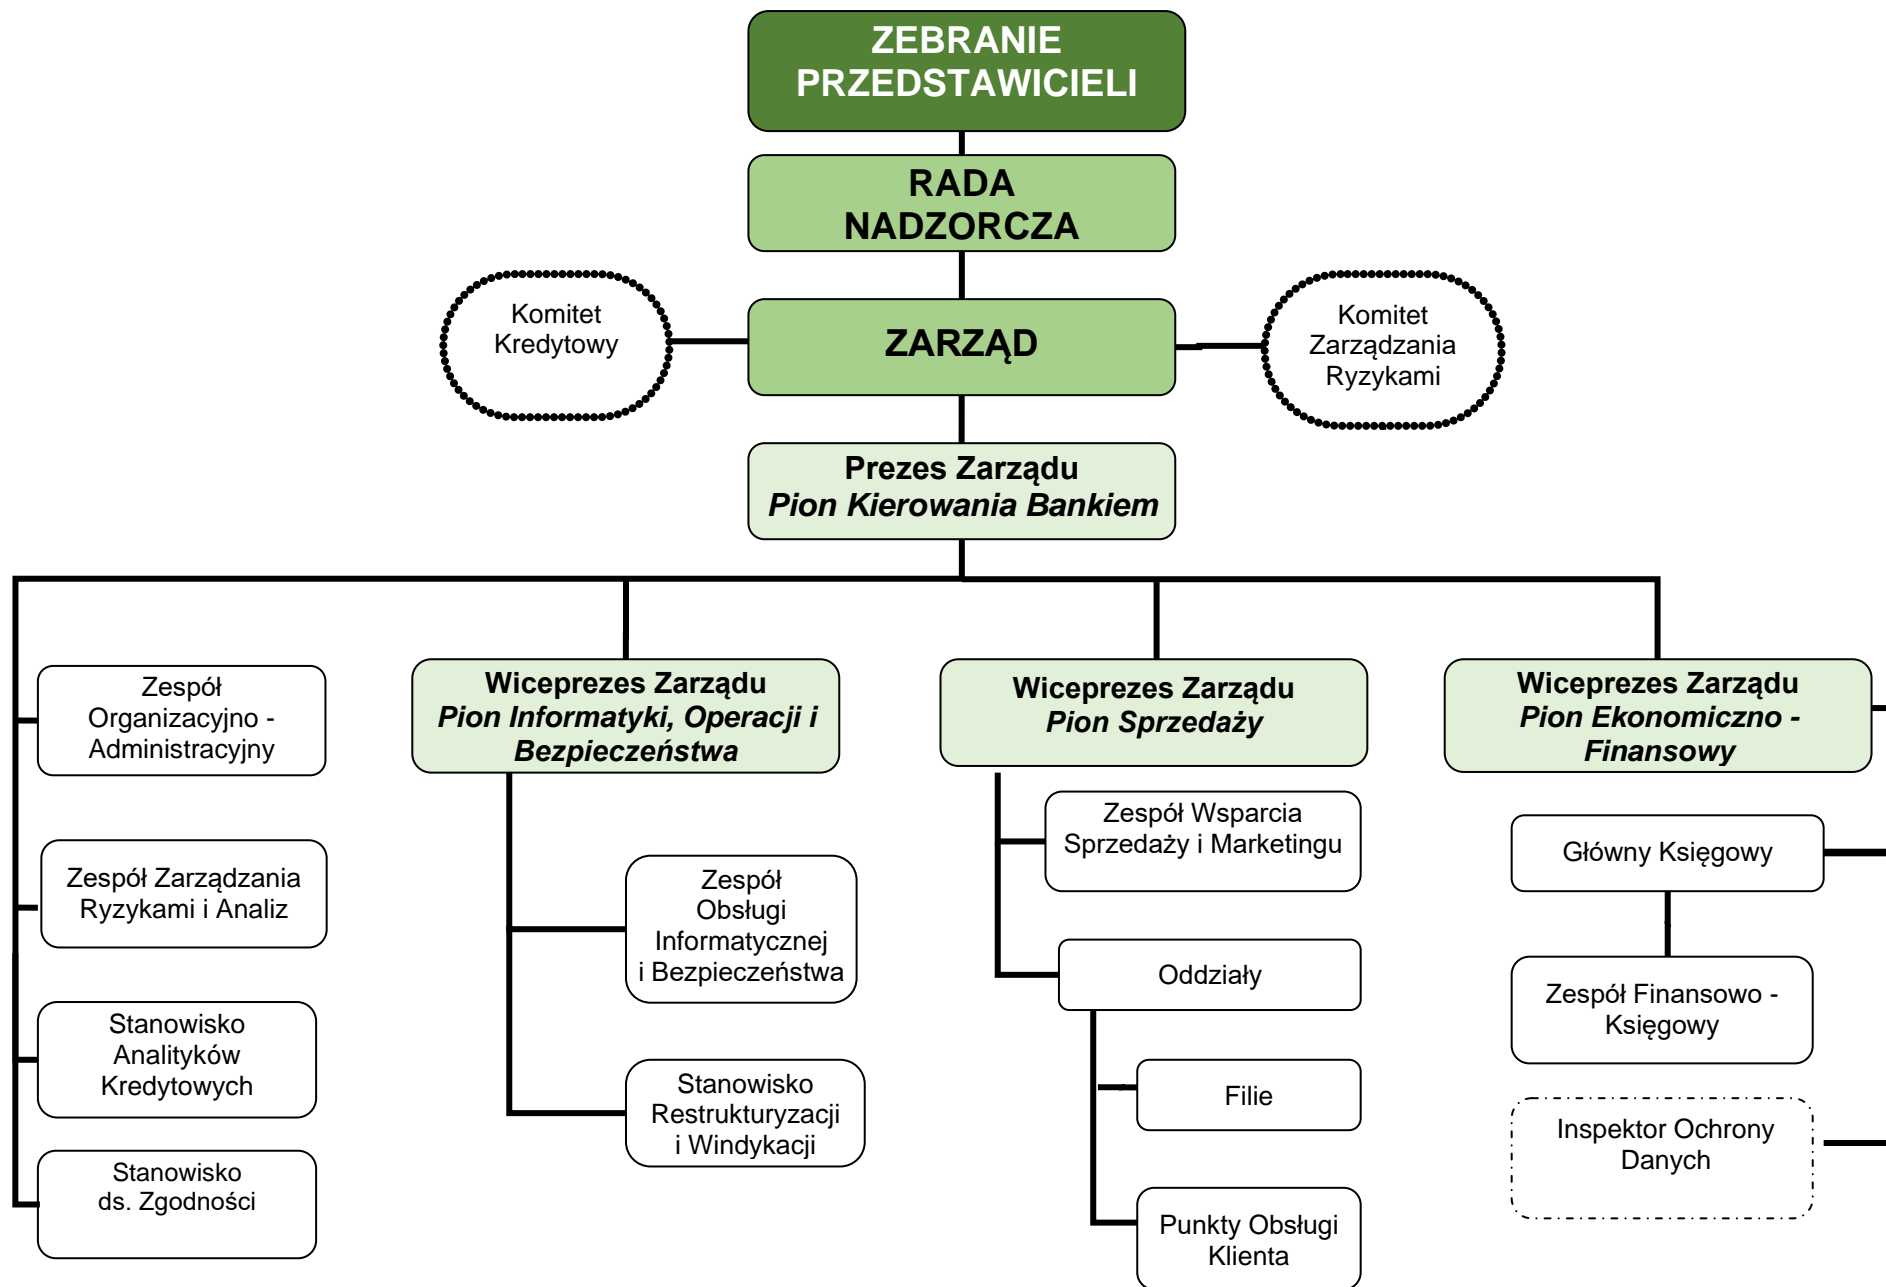 ZEBRANIE
PRZEDSTAWICIELI
RADA
NADZORCZA
Komitet
Kredytowy
ZARZĄD
Komitet
Zarządzania
Ryzykami
Prezes Zarządu
Pion Kierowania Bankiem
Zespół
Organizacyjno -
Administracyjny
Zespół Zarządzania
Ryzykami i Analiz
Stanowisko
Analityków
Kredytowych
Stanowisko
ds. Zgodności
Wiceprezes Zarządu
Pion Informatyki, Operacji i
Bezpieczeństwa
Zespół
Obsługi
Informatycznej
i Bezpieczeństwa
Stanowisko
Restrukturyzacji
i Windykacji
Wiceprezes Zarządu
Pion Sprzedaży
Zespół Wsparcia
Sprzedaży i Marketingu
Oddziały
Filie
Punkty Obsługi
Klienta
Wiceprezes Zarządu
Pion Ekonomiczno -
Finansowy
Główny Księgowy
Zespół Finansowo -
Księgowy
Inspektor Ochrony
Danych